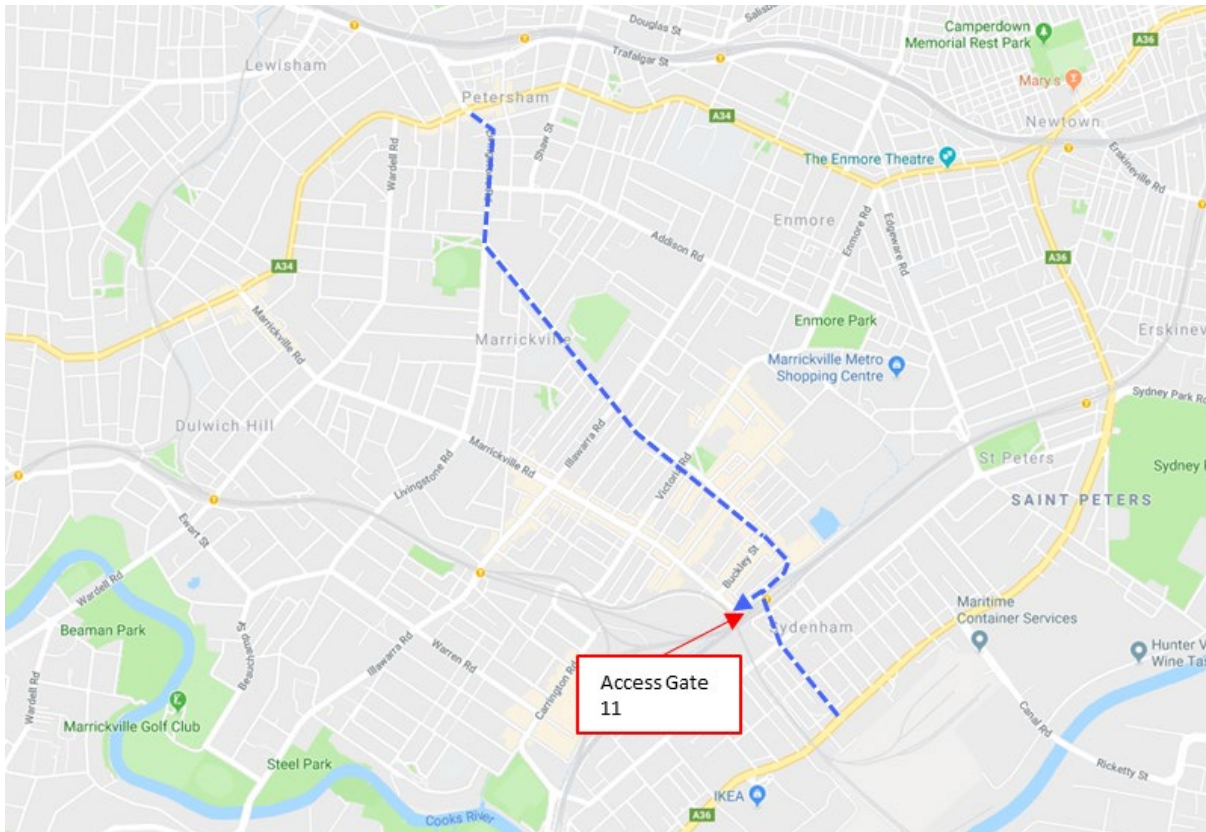 Douglas St
Salisb
Camperdown
Memorial Rest Park
A36
Lewisham
Trafalgar St
Mary's
Petersham
A34
Newtown
Shaw St
Wardell Rd
The Enmore Theatre
Erskineville Rd
Enmore
Enmore Rd
Edgeware Rd
Addison Rd
A34
A36
Marrickville Rd
Enmore Park
Marrickville
Erskinev
Marrickville Metro
Shopping Centre
Sydney Park Ro
Dulwich Hill
Illawarra Rd
Marrickville Rd
Victoria Rd
St Peters
Sydney P
Livingstone Rd
SAINT PETERS
Ewart St
Buckley St
Wardell Rd
Maritime
Container Services
ydenham
Beaman Park
Beauchamp St
Illawarra Rd
Warren Rd
Hunter V
Wine Tas
Access Gate
11
Carrington Rd
Wardell Rd
Marrickville Golf Club
Canal Rd
Steel Park
Ricketty St
IKEA
Cooks River
A36